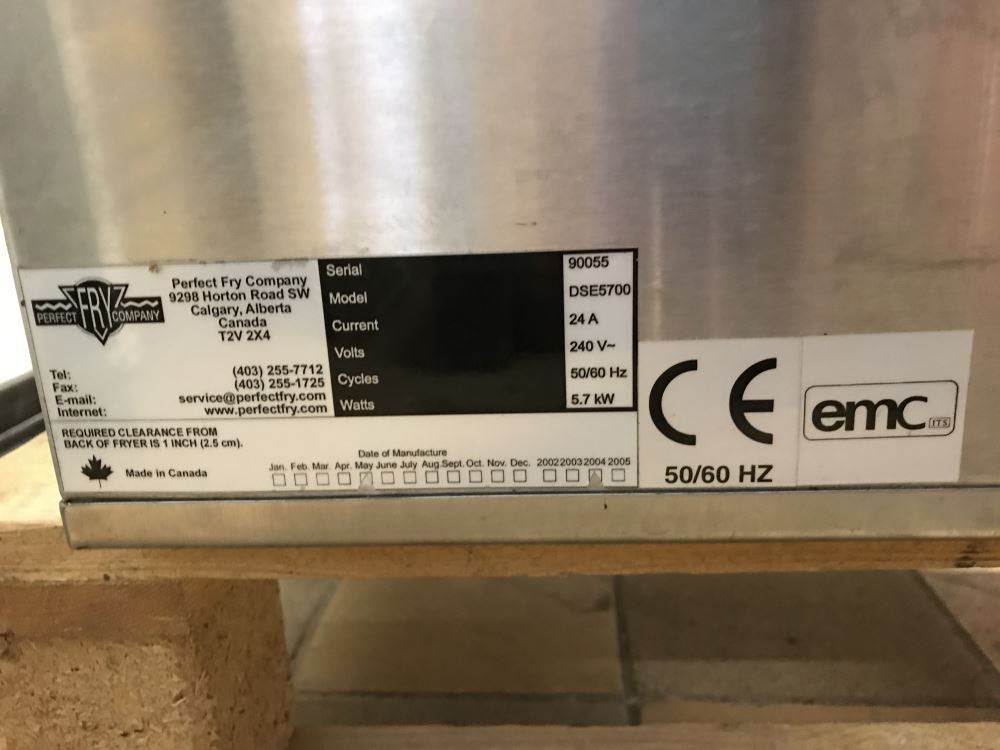 PERFECT FRY COMPANY
Perfect Fry Company
9298 Horton Road SW
Calgary, Alberta
Canada
T2V 2X4
Tel: (403) 255-7712
Fax: (403) 255-1725
E-mail: service@perfectfry.com
Internet: www.perfectfry.com
Serial 90055
Model DSE5700
Current 24 A
Volts 240 V~
Cycles 50/60 Hz
Watts 5.7 kW
REQUIRED CLEARANCE FROM
BACK OF FRYER IS 1 INCH (2.5 cm).
Made in Canada
Date of Manufacture
Jan. Feb. Mar. Apr. May June July Aug. Sept. Oct. Nov. Dec. 2002 2003 2004 2005
CE
50/60 HZ
emc ITS